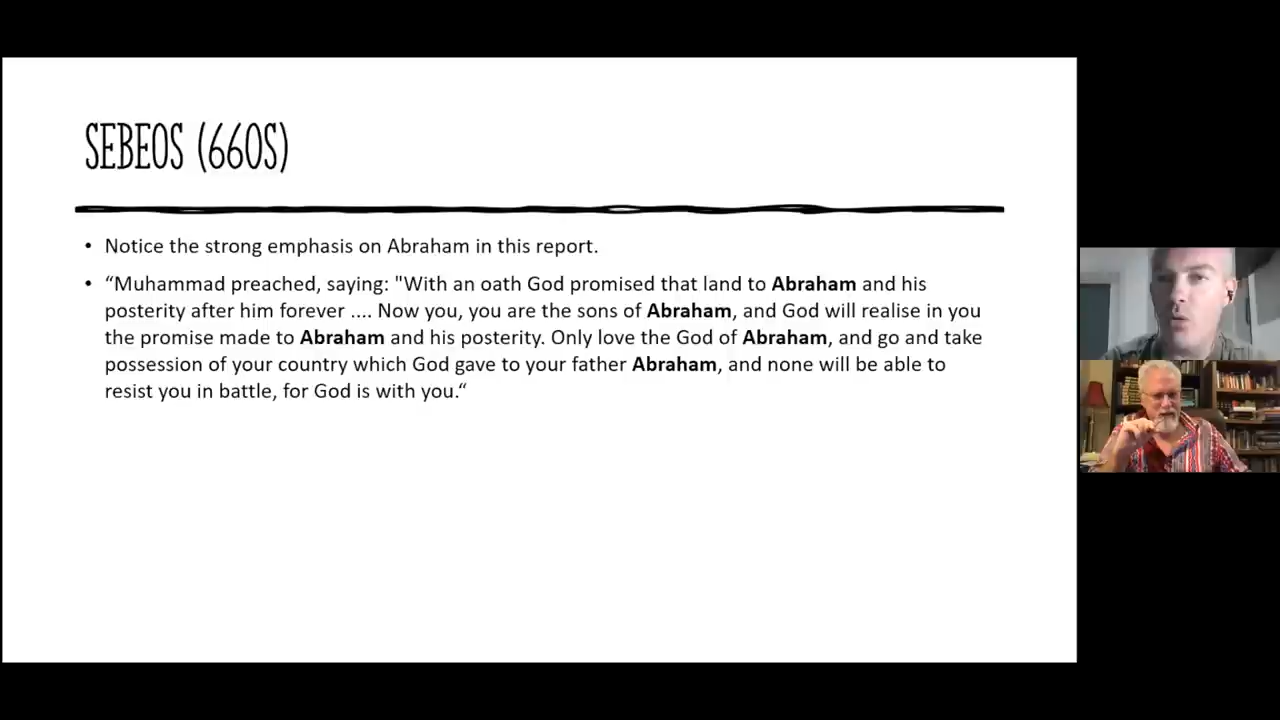 SEBEOS (660S)
• Notice the strong emphasis on Abraham in this report.
• “Muhammad preached, saying: "With an oath God promised that land to Abraham and his
posterity after him forever .... Now you, you are the sons of Abraham, and God will realise in you
the promise made to Abraham and his posterity. Only love the God of Abraham, and go and take
possession of your country which God gave to your father Abraham, and none will be able to
resist you in battle, for God is with you.“